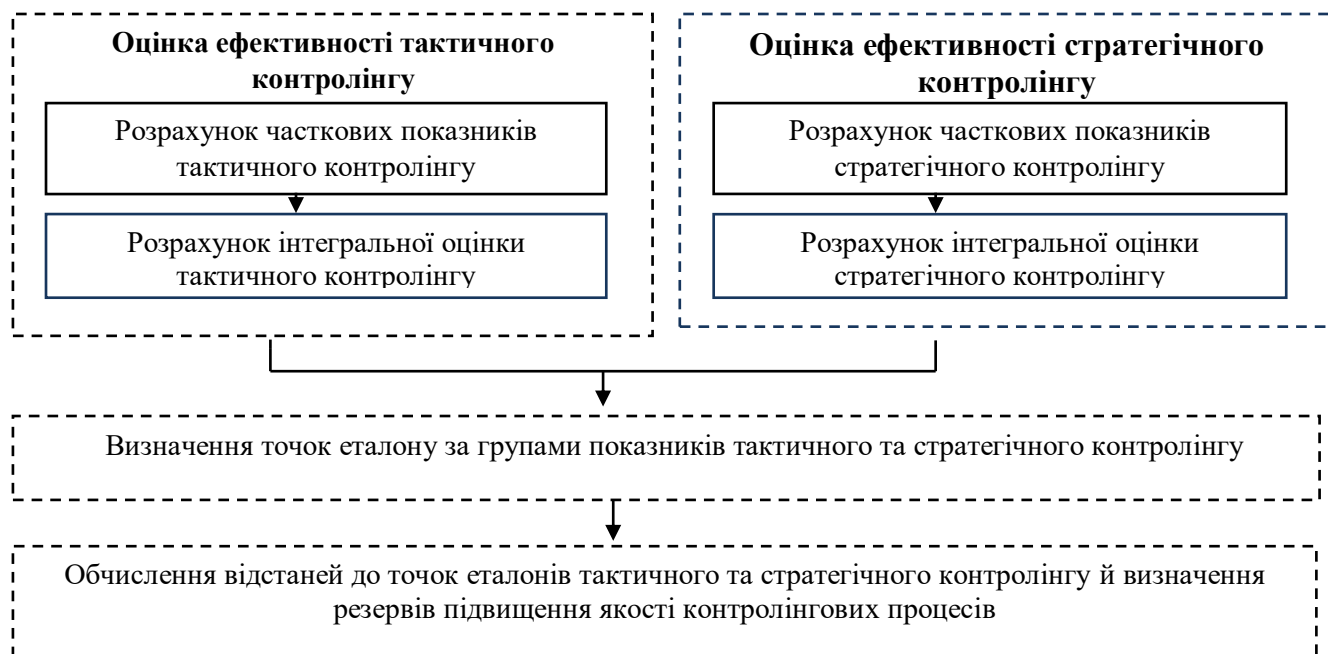 Оцінка ефективності тактичного
контролінгу
Розрахунок часткових показників
тактичного контролінгу
Розрахунок інтегральної оцінки
тактичного контролінгу
Оцінка ефективності стратегічного
контролінгу
Розрахунок часткових показників
стратегічного контролінгу
Розрахунок інтегральної оцінки
стратегічного контролінгу
Визначення точок еталону за групами показників тактичного та стратегічного контролінгу
Обчислення відстаней до точок еталонів тактичного та стратегічного контролінгу й визначення
резервів підвищення якості контролінгових процесів